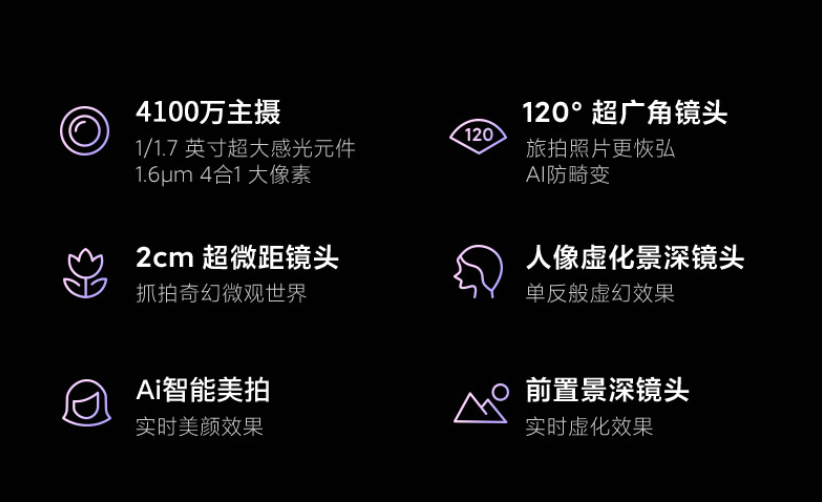 4100万主摄
1/1.7 英寸超大感光元件
1.6μm 4合1 大像素
120
120° 超广角镜头
旅拍照片更恢弘
AI防畸变
2cm 超微距镜头
抓拍奇幻微观世界
人像虚化景深镜头
单反般虚幻效果
Ai智能美拍
实时美颜效果
前置景深镜头
实时虚化效果